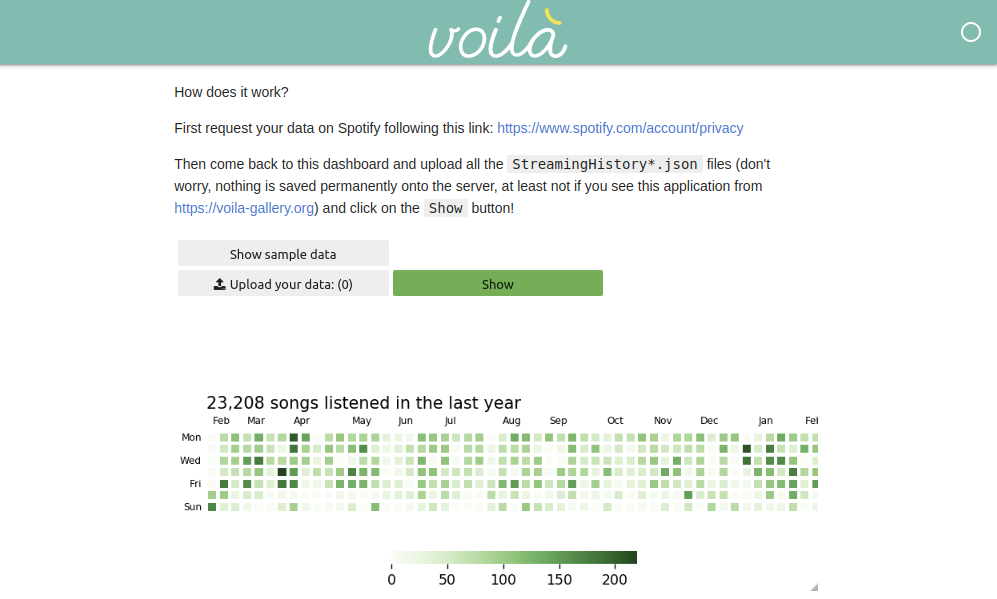 voilà
How does it work?
First request your data on Spotify following this link: https://www.spotify.com/account/privacy
Then come back to this dashboard and upload all the StreamingHistory*.json files (don't
worry, nothing is saved permanently onto the server, at least not if you see this application from
https://voila-gallery.org) and click on the Show button!
Show sample data
Upload your data: (0) Show
23,208 songs listened in the last year
Feb Mar Apr May Jun Jul Aug Sep Oct Nov Dec Jan Fel
Mon
Wed
Fri
Sun
0 50 100 150 200